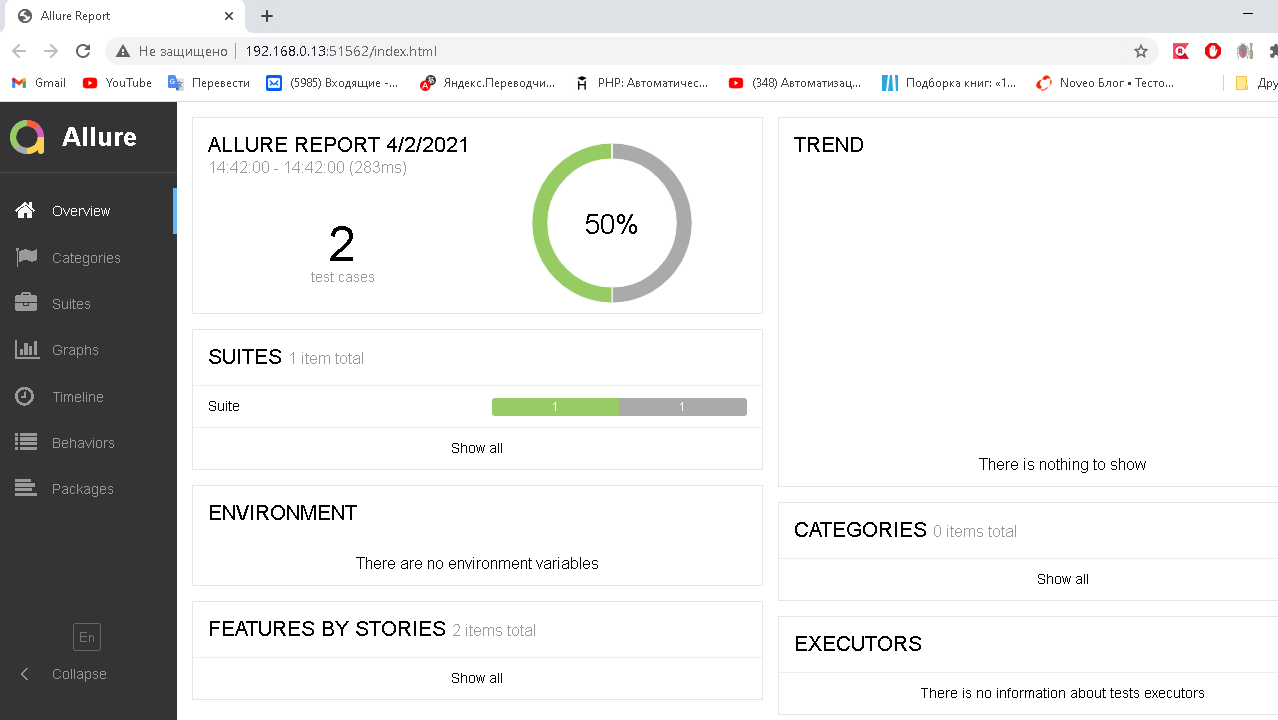 Allure Report
Не защищено
192.168.0.13:51562/index.html
Gmail
YouTube
Перевести
(5985) Входящие -...
Яндекс.Переводчи...
PHP: Автоматичес...
(348) Автоматизац...
Подборка книг: «1...
Noveo Блог • Тесто...
Дру
Allure
Overview
Categories
Suites
Graphs
Timeline
Behaviors
Packages
En
Collapse
ALLURE REPORT 4/2/2021
14:42:00 - 14:42:00 (283ms)
2
test cases
50%
SUITES 1 item total
Suite
1
1
Show all
ENVIRONMENT
There are no environment variables
FEATURES BY STORIES 2 items total
Show all
TREND
There is nothing to show
CATEGORIES 0 items total
Show all
EXECUTORS
There is no information about tests executors